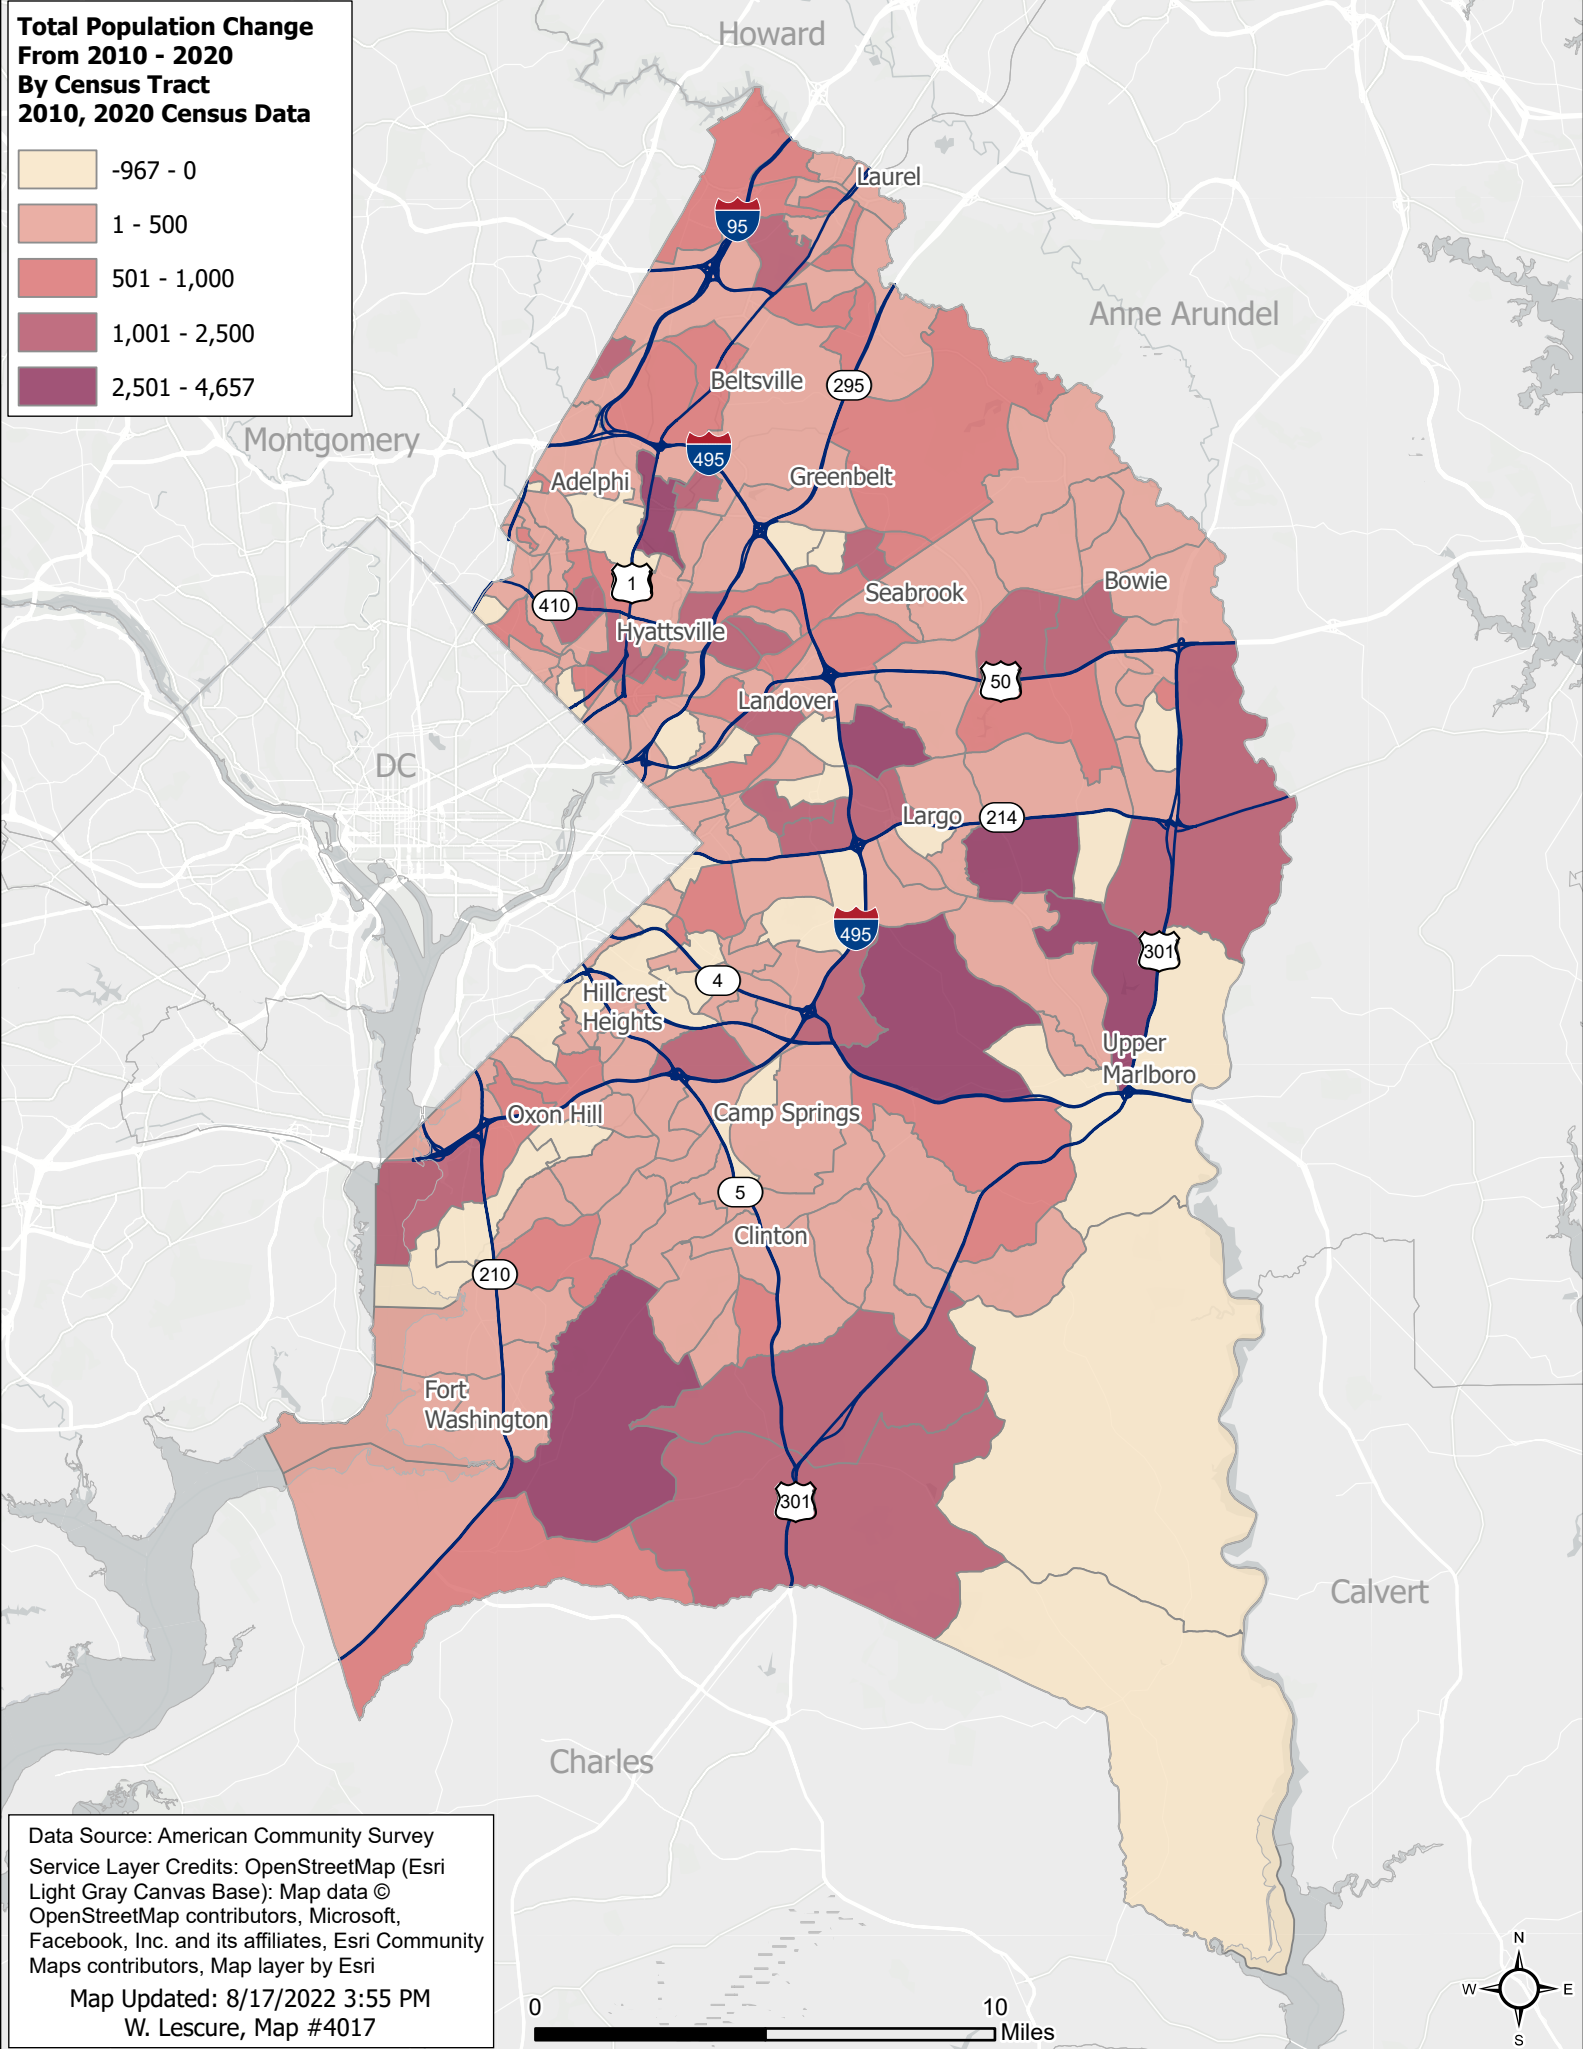 Total Population Change
From 2010 - 2020
By Census Tract
2010, 2020 Census Data
-967 - 0
1 - 500
501 - 1,000
1,001 - 2,500
2,501 - 4,657
Howard
Laurel
95
Anne Arundel
Beltsville
295
Montgomery
495
Adelphi
Greenbelt
1
Seabrook
Bowie
410
Hyattsville
50
Landover
DC
Largo
214
495
301
4
Hillcrest
Heights
Upper
Marlboro
Oxon Hill
Camp Springs
5
Clinton
210
Fort
Washington
301
Calvert
Charles
Data Source: American Community Survey
Service Layer Credits: OpenStreetMap (Esri
Light Gray Canvas Base): Map data ©
OpenStreetMap contributors, Microsoft,
Facebook, Inc. and its affiliates, Esri Community
Maps contributors, Map layer by Esri
Map Updated: 8/17/2022 3:55 PM
W. Lescure, Map #4017
0
10
Miles
N
W
E
S